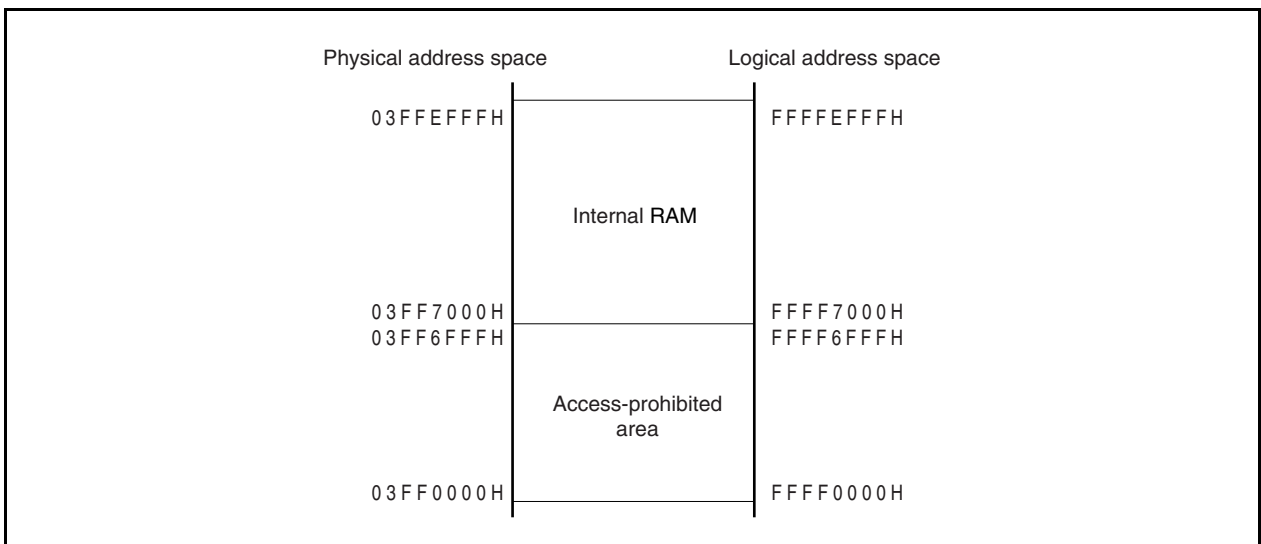 Physical address space Logical address space
03FFEFFFH FFFFEFFFH
Internal RAM
03FF7000H FFFF7000H
03FF6FFFH FFFF6FFFH
Access-prohibited
area
03FF0000H FFFF0000H